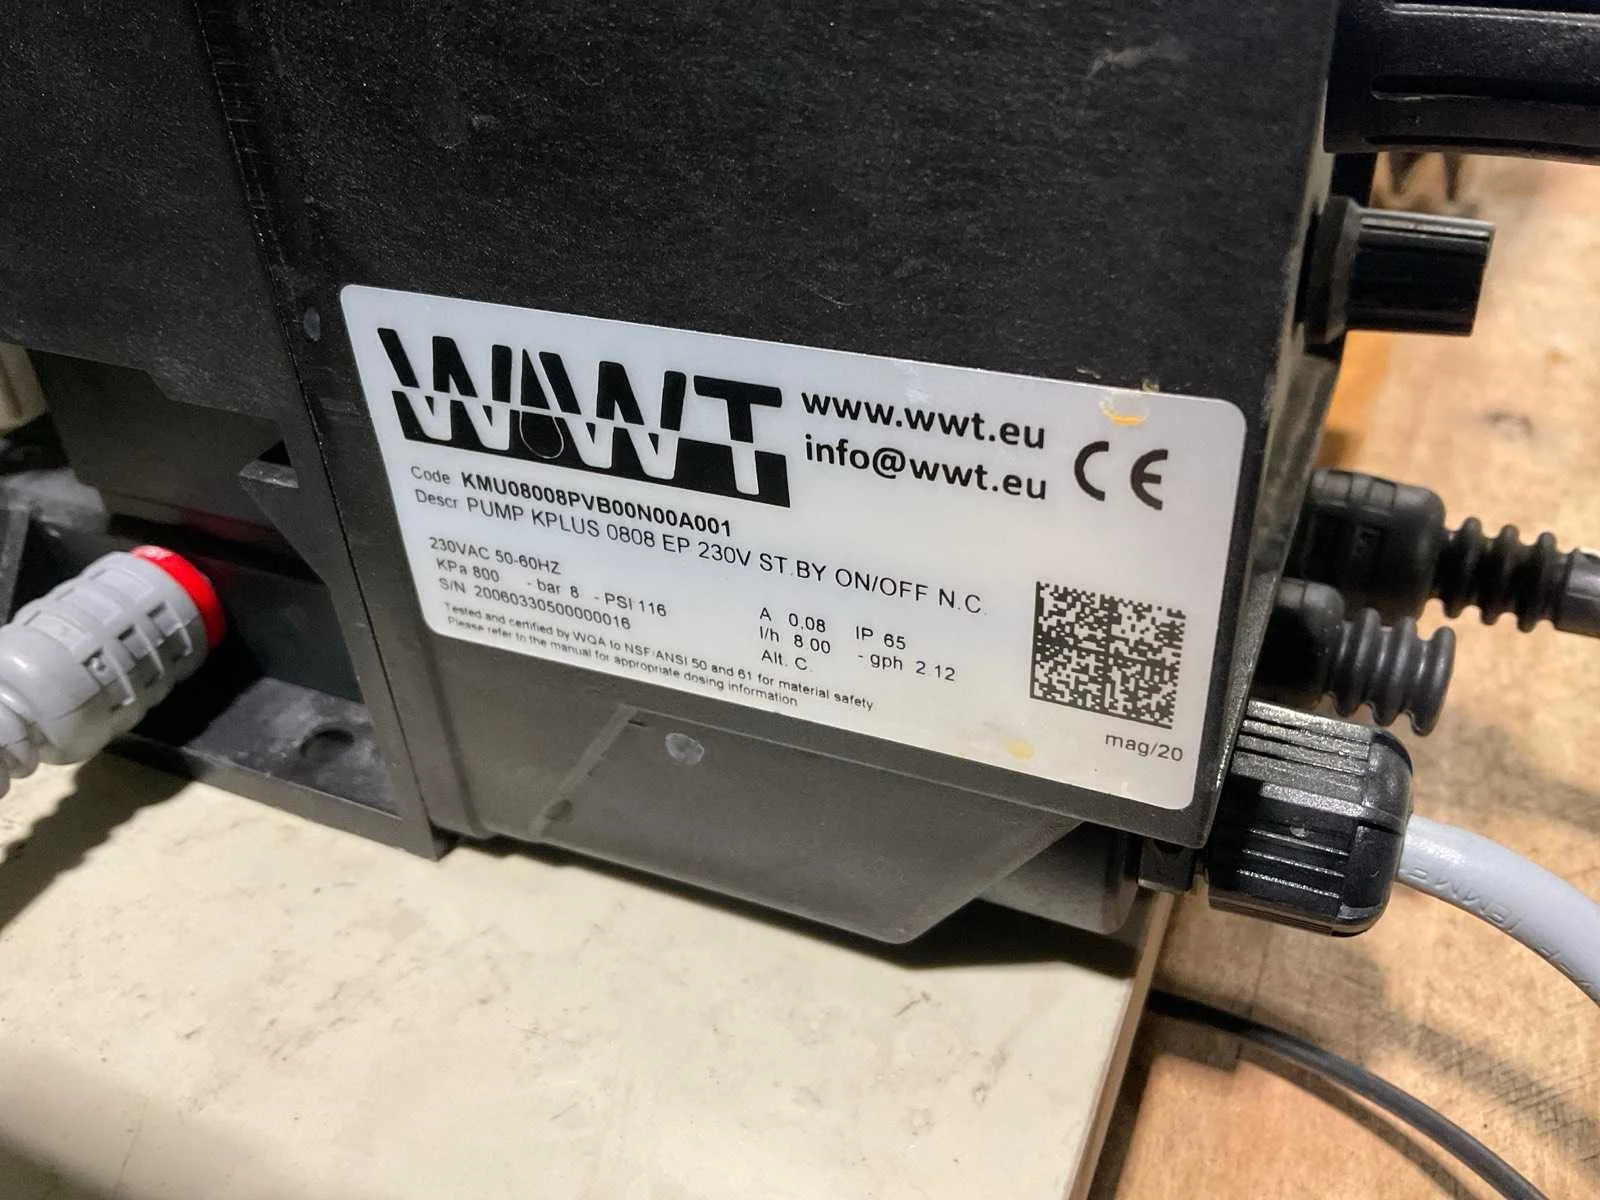 WWT
www.wwt.eu
info@wwt.eu
CE
Code KMU08008PVB00N00A001
Descr PUMP KPLUS 0808 EP 230V ST.BY ON/OFF N.C.
230VAC 50-60HZ
KPa 800 - bar 8 - PSI 116
S/N 20060330500000016
A 0,08 IP 65
l/h 8.00 - gph 2.12
Alt. C.
Tested and certified by WQA to NSF/ANSI 50 and 61 for material safety
Please refer to the manual for appropriate dosing information
mag/20